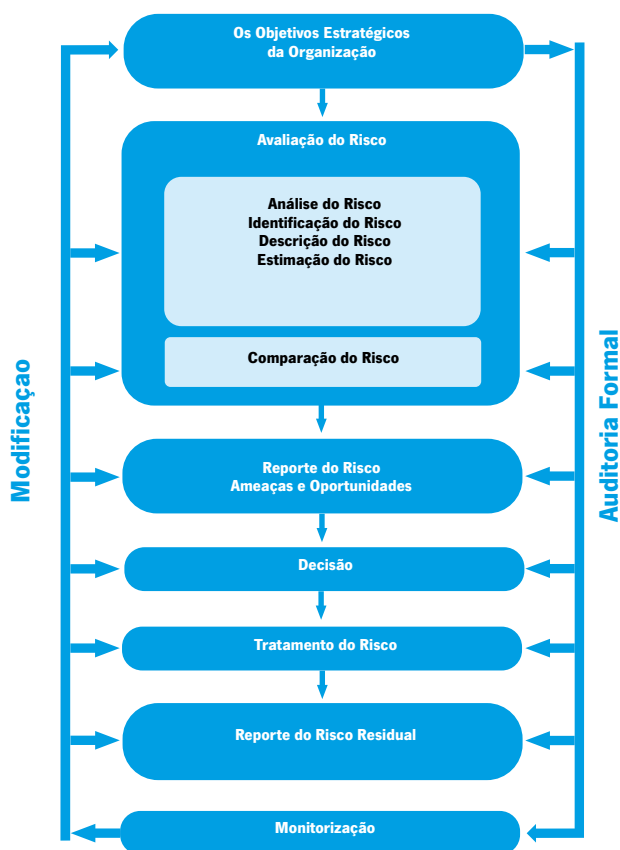 Os Objetivos Estratégicos
da Organização
Avaliação do Risco
Análise do Risco
Identificação do Risco
Descrição do Risco
Estimação do Risco
Comparação do Risco
Reporte do Risco
Ameaças e Oportunidades
Decisão
Tratamento do Risco
Reporte do Risco Residual
Monitorização
Modificaçao
Auditoria Formal